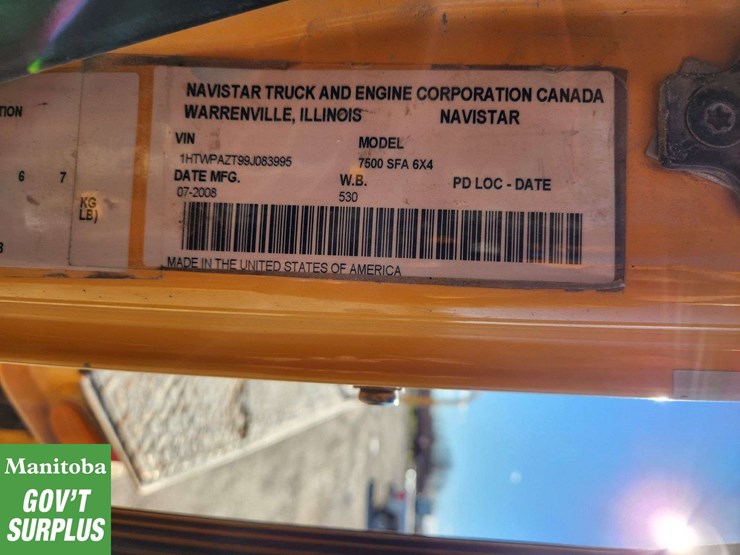 NAVISTAR TRUCK AND ENGINE CORPORATION CANADA
WARRENVILLE, ILLINOIS NAVISTAR
VIN MODEL
1HTWPAZT99J083995 7500 SFA 6X4
DATE MFG. W.B. PD LOC - DATE
07-2008 530
MADE IN THE UNITED STATES OF AMERICA
TION
6 7
KG
LB)
3
Manitoba
GOV'T
SURPLUS